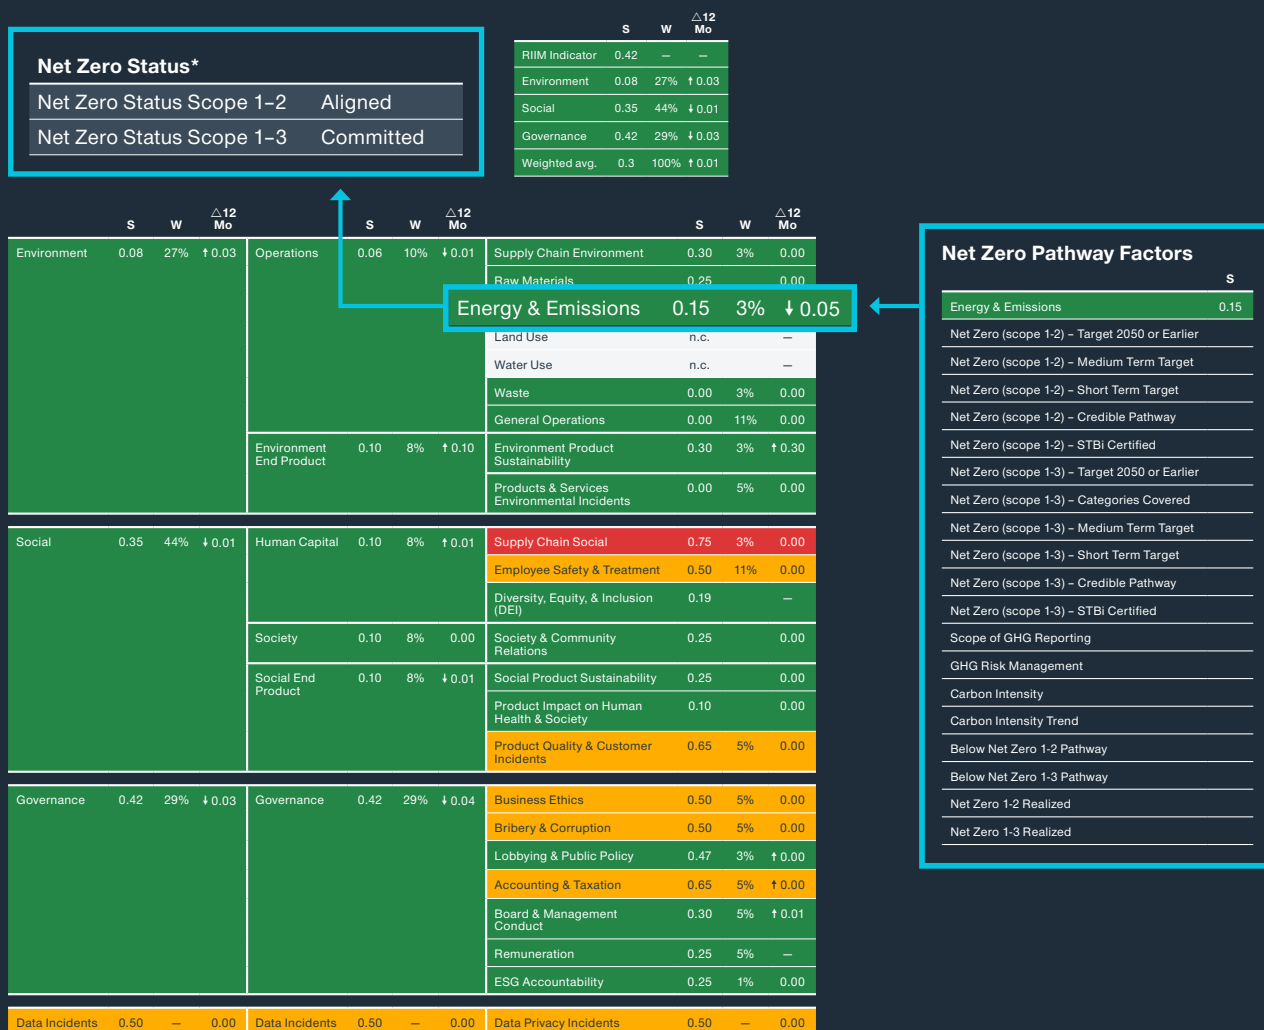 Net Zero Status*
Net Zero Status Scope 1–2 Aligned
Net Zero Status Scope 1–3 Committed
S W △12 Mo
RIIM Indicator 0.42 – –
Environment 0.08 27% ↑ 0.03
Social 0.35 44% ↓ 0.01
Governance 0.42 29% ↓ 0.03
Weighted avg. 0.3 100% ↑ 0.01
S W △12 Mo S W △12 Mo S W △12 Mo
Environment 0.08 27% ↑ 0.03 Operations 0.06 10% ↓ 0.01 Supply Chain Environment 0.30 3% 0.00
Raw Materials 0.25 0.00
Energy & Emissions 0.15 3% ↓ 0.05
Land Use n.c. –
Water Use n.c. –
Waste 0.00 3% 0.00
General Operations 0.00 11% 0.00
Environment End Product 0.10 8% ↑ 0.10 Environment Product Sustainability 0.30 3% ↑ 0.30
Products & Services Environmental Incidents 0.00 5% 0.00
Social 0.35 44% ↓ 0.01 Human Capital 0.10 8% ↑ 0.01 Supply Chain Social 0.75 3% 0.00
Employee Safety & Treatment 0.50 11% 0.00
Diversity, Equity, & Inclusion (DEI) 0.19 –
Society 0.10 8% 0.00 Society & Community Relations 0.25 0.00
Social End Product 0.10 8% ↓ 0.01 Social Product Sustainability 0.25 0.00
Product Impact on Human Health & Society 0.10 0.00
Product Quality & Customer Incidents 0.65 5% 0.00
Governance 0.42 29% ↓ 0.03 Governance 0.42 29% ↓ 0.04 Business Ethics 0.50 5% 0.00
Bribery & Corruption 0.50 5% 0.00
Lobbying & Public Policy 0.47 3% ↑ 0.00
Accounting & Taxation 0.65 5% ↑ 0.00
Board & Management Conduct 0.30 5% ↑ 0.01
Remuneration 0.25 5% –
ESG Accountability 0.25 1% 0.00
Data Incidents 0.50 – 0.00 Data Incidents 0.50 – 0.00 Data Privacy Incidents 0.50 – 0.00
Net Zero Pathway Factors
S
Energy & Emissions 0.15
Net Zero (scope 1-2) – Target 2050 or Earlier
Net Zero (scope 1-2) – Medium Term Target
Net Zero (scope 1-2) – Short Term Target
Net Zero (scope 1-2) – Credible Pathway
Net Zero (scope 1-2) – STBi Certified
Net Zero (scope 1-3) – Target 2050 or Earlier
Net Zero (scope 1-3) – Categories Covered
Net Zero (scope 1-3) – Medium Term Target
Net Zero (scope 1-3) – Short Term Target
Net Zero (scope 1-3) – Credible Pathway
Net Zero (scope 1-3) – STBi Certified
Scope of GHG Reporting
GHG Risk Management
Carbon Intensity
Carbon Intensity Trend
Below Net Zero 1-2 Pathway
Below Net Zero 1-3 Pathway
Net Zero 1-2 Realized
Net Zero 1-3 Realized